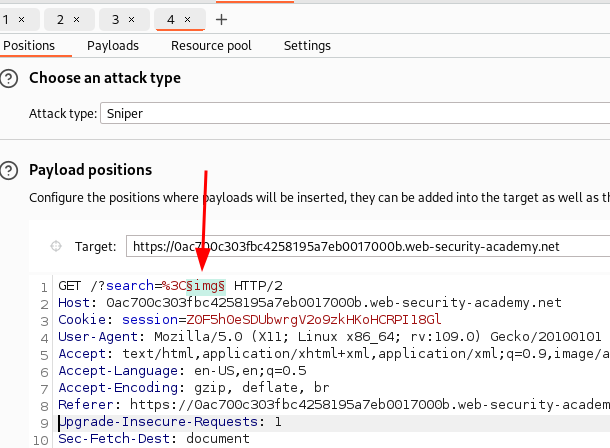 1 × 2 × 3 × 4 × +
Positions Payloads Resource pool Settings
? Choose an attack type
Attack type: Sniper
? Payload positions
Configure the positions where payloads will be inserted, they can be added into the target as well as th
Target: https://0ac700c303fbc4258195a7eb0017000b.web-security-academy.net
1 GET /?search=%3C§img§ HTTP/2
2 Host: 0ac700c303fbc4258195a7eb0017000b.web-security-academy.net
3 Cookie: session=Z0F5h0eSDUbwrgV2o9zkHKoHCRPI18Gl
4 User-Agent: Mozilla/5.0 (X11; Linux x86_64; rv:109.0) Gecko/20100101
5 Accept: text/html,application/xhtml+xml,application/xml;q=0.9,image/a
6 Accept-Language: en-US,en;q=0.5
7 Accept-Encoding: gzip, deflate, br
8 Referer: https://0ac700c303fbc4258195a7eb0017000b.web-security-academ
9 Upgrade-Insecure-Requests: 1
10 Sec-Fetch-Dest: document